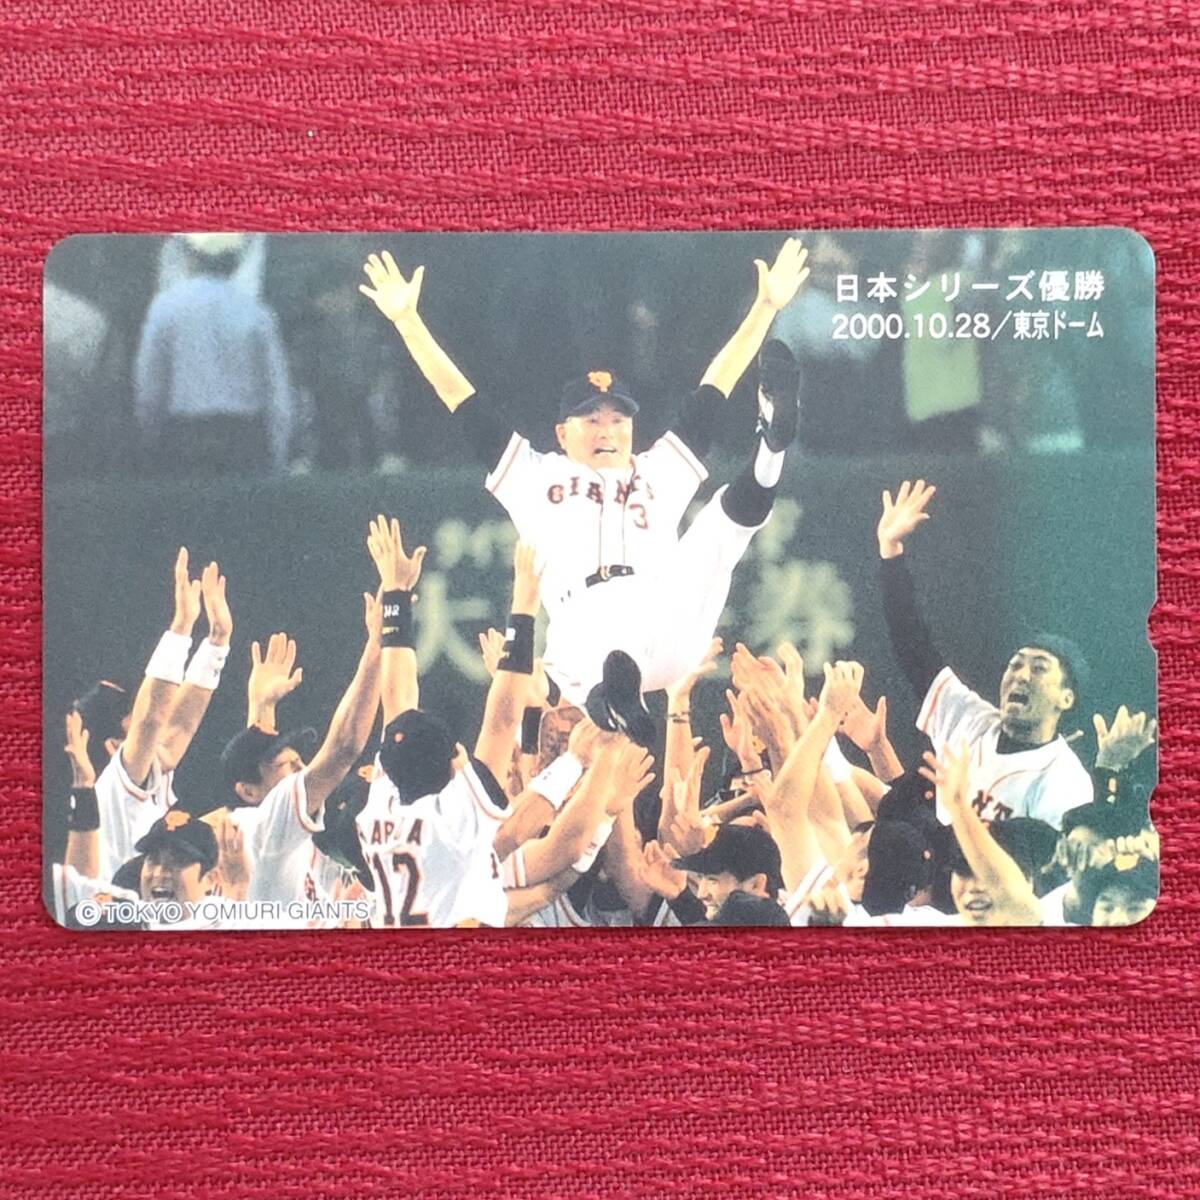 日本シリーズ優勝
2000.10.28/東京ドーム
GIANTS
3
12
© TOKYO YOMIURI GIANTS